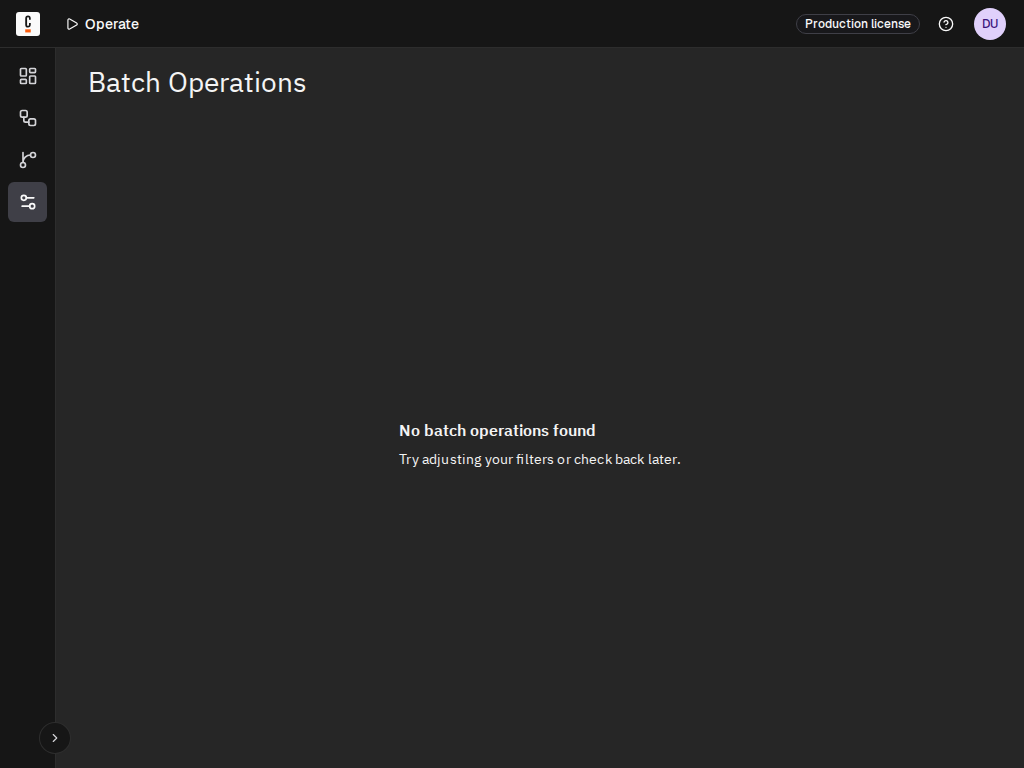 Operate
Production license
DU
Batch Operations
No batch operations found
Try adjusting your filters or check back later.